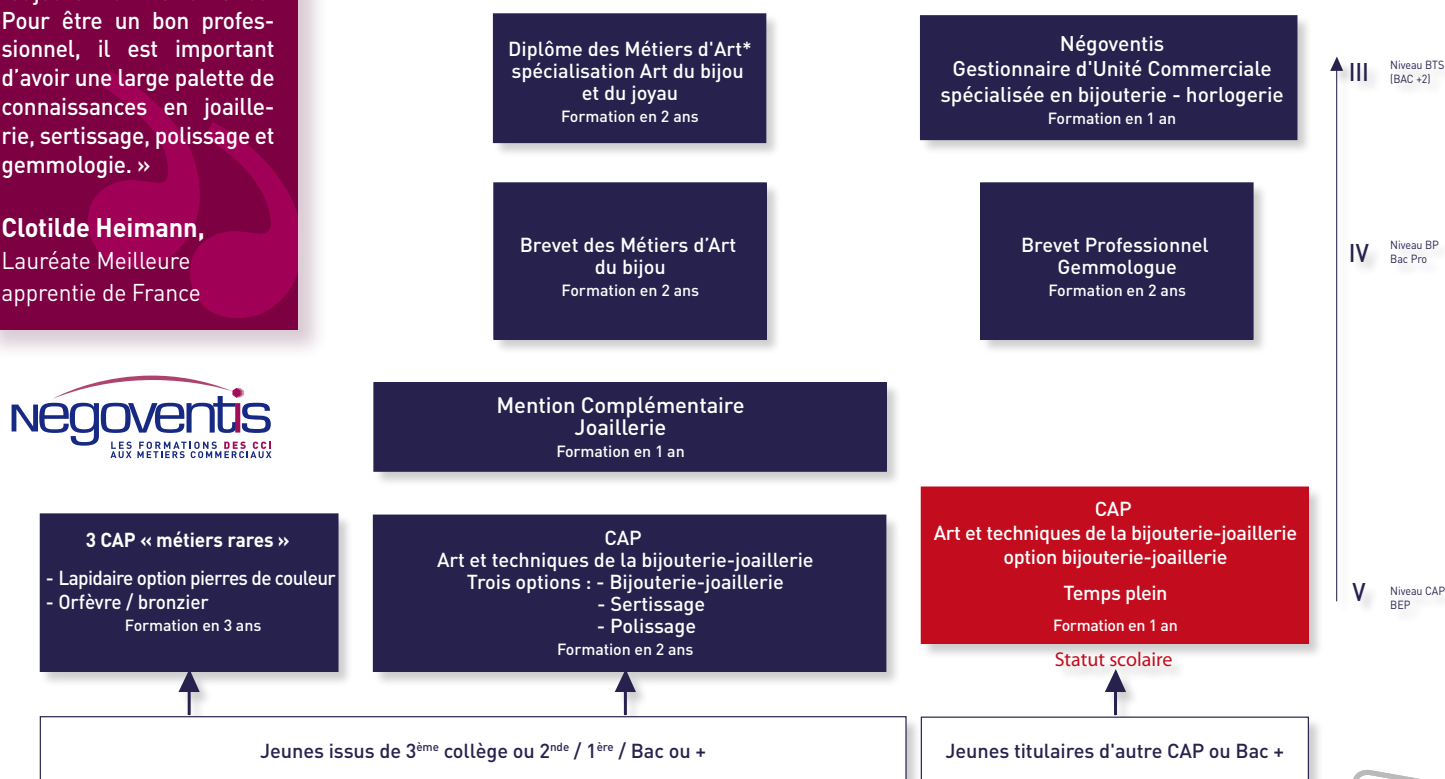 Pour être un bon profes-
sionnel, il est important
d'avoir une large palette de
connaissances en joaille-
rie, sertissage, polissage et
gemmologie. »
Clotilde Heimann,
Lauréate Meilleure
apprentie de France
Diplôme des Métiers d'Art*
spécialisation Art du bijou
et du joyau
Formation en 2 ans
Négoventis
Gestionnaire d'Unité Commerciale
spécialisée en bijouterie - horlogerie
Formation en 1 an
III
Niveau BTS
(BAC +2)
Brevet des Métiers d'Art
du bijou
Formation en 2 ans
Brevet Professionnel
Gemmologue
Formation en 2 ans
IV
Niveau BP
Bac Pro
Négoventis
LES FORMATIONS DES CCI
AUX METIERS COMMERCIAUX
Mention Complémentaire
Joaillerie
Formation en 1 an
3 CAP « métiers rares »
- Lapidaire option pierres de couleur
- Orfèvre / bronzier
Formation en 3 ans
CAP
Art et techniques de la bijouterie-joaillerie
Trois options : - Bijouterie-joaillerie
- Sertissage
- Polissage
Formation en 2 ans
CAP
Art et techniques de la bijouterie-joaillerie
option bijouterie-joaillerie
Temps plein
Formation en 1 an
Statut scolaire
V
Niveau CAP
BEP
Jeunes issus de 3ème collège ou 2nde / 1ère / Bac ou +
Jeunes titulaires d'autre CAP ou Bac +